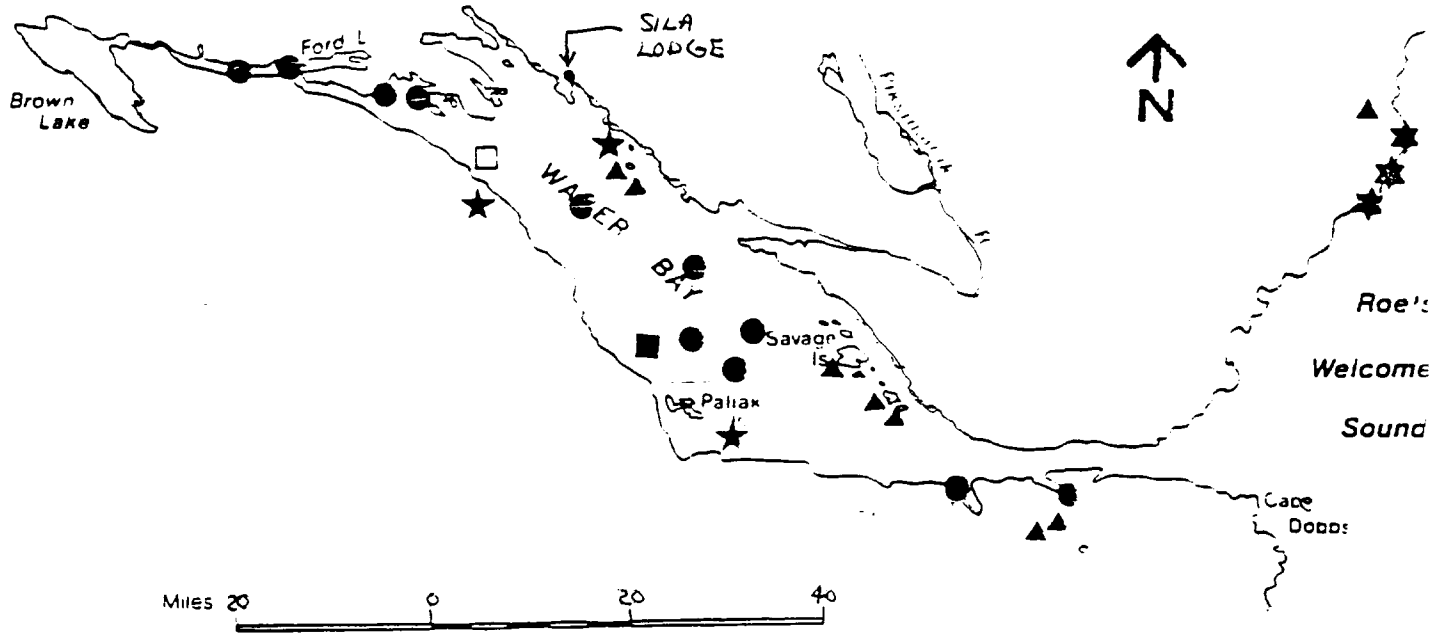 SILA
LODGE
Ford L
Brown
Lake
N
WAGER
BAY
Savage
Is
Paliax
Roe's
Welcome
Sound
Cape
Dobbs
Miles 20 0 20 40